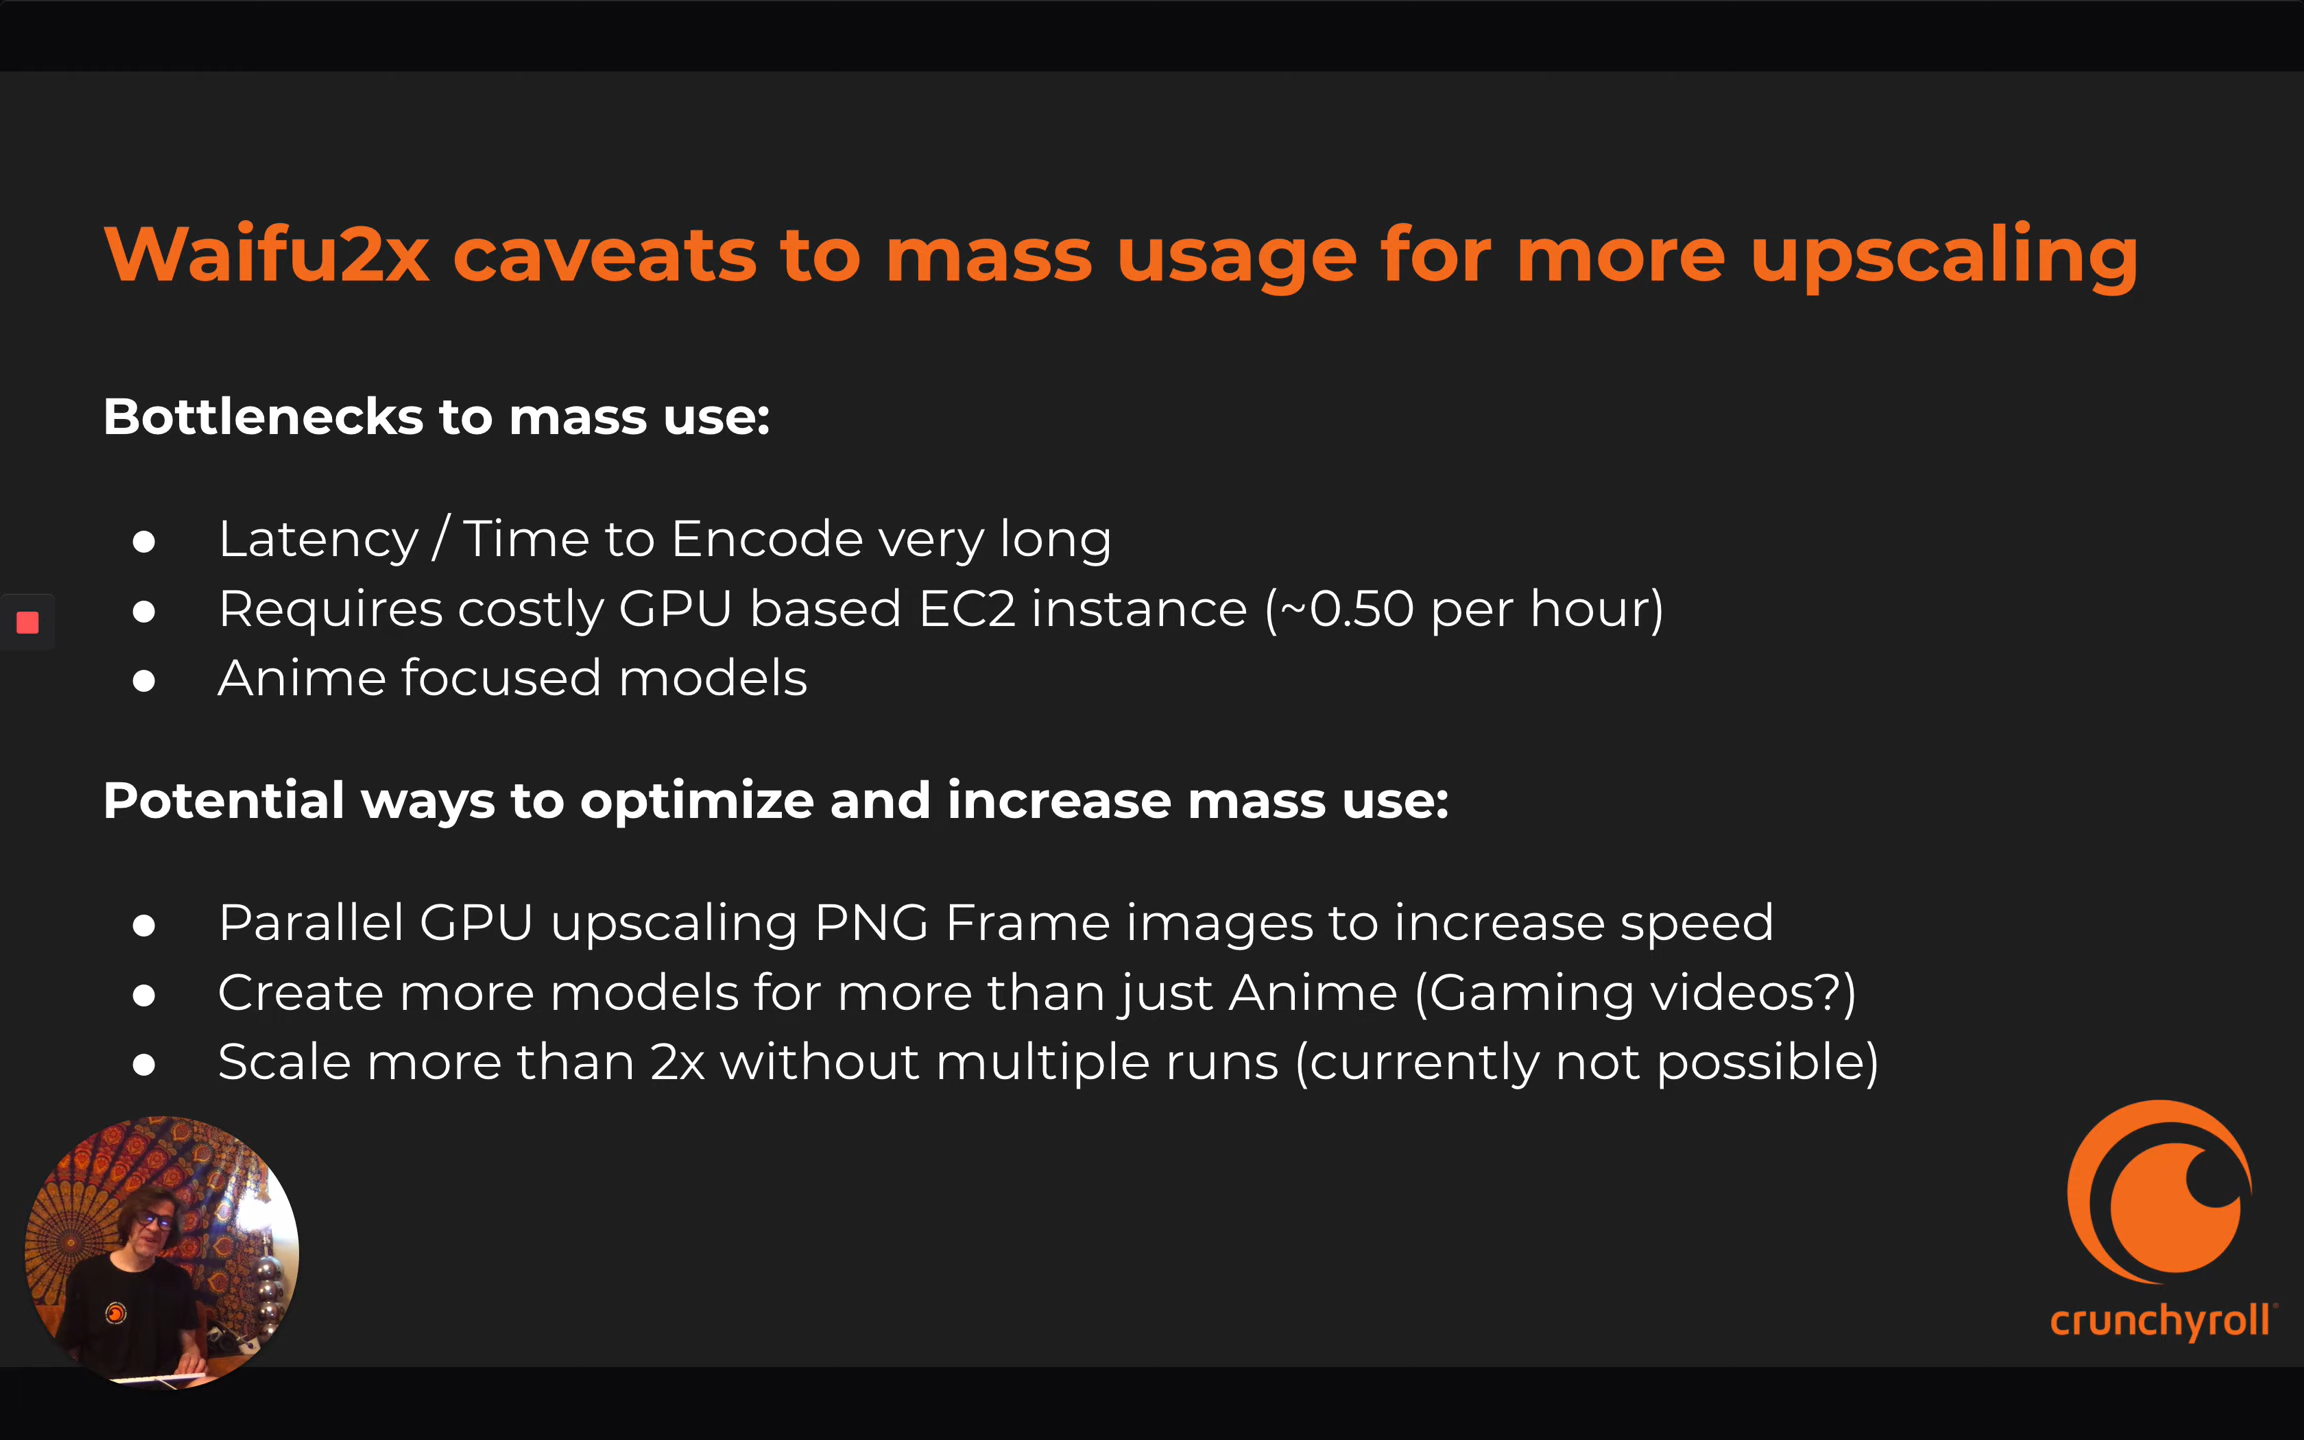 Waifu2x caveats to mass usage for more upscaling
Bottlenecks to mass use:
● Latency / Time to Encode very long
● Requires costly GPU based EC2 instance (~0.50 per hour)
● Anime focused models
Potential ways to optimize and increase mass use:
● Parallel GPU upscaling PNG Frame images to increase speed
● Create more models for more than just Anime (Gaming videos?)
● Scale more than 2x without multiple runs (currently not possible)
crunchyroll